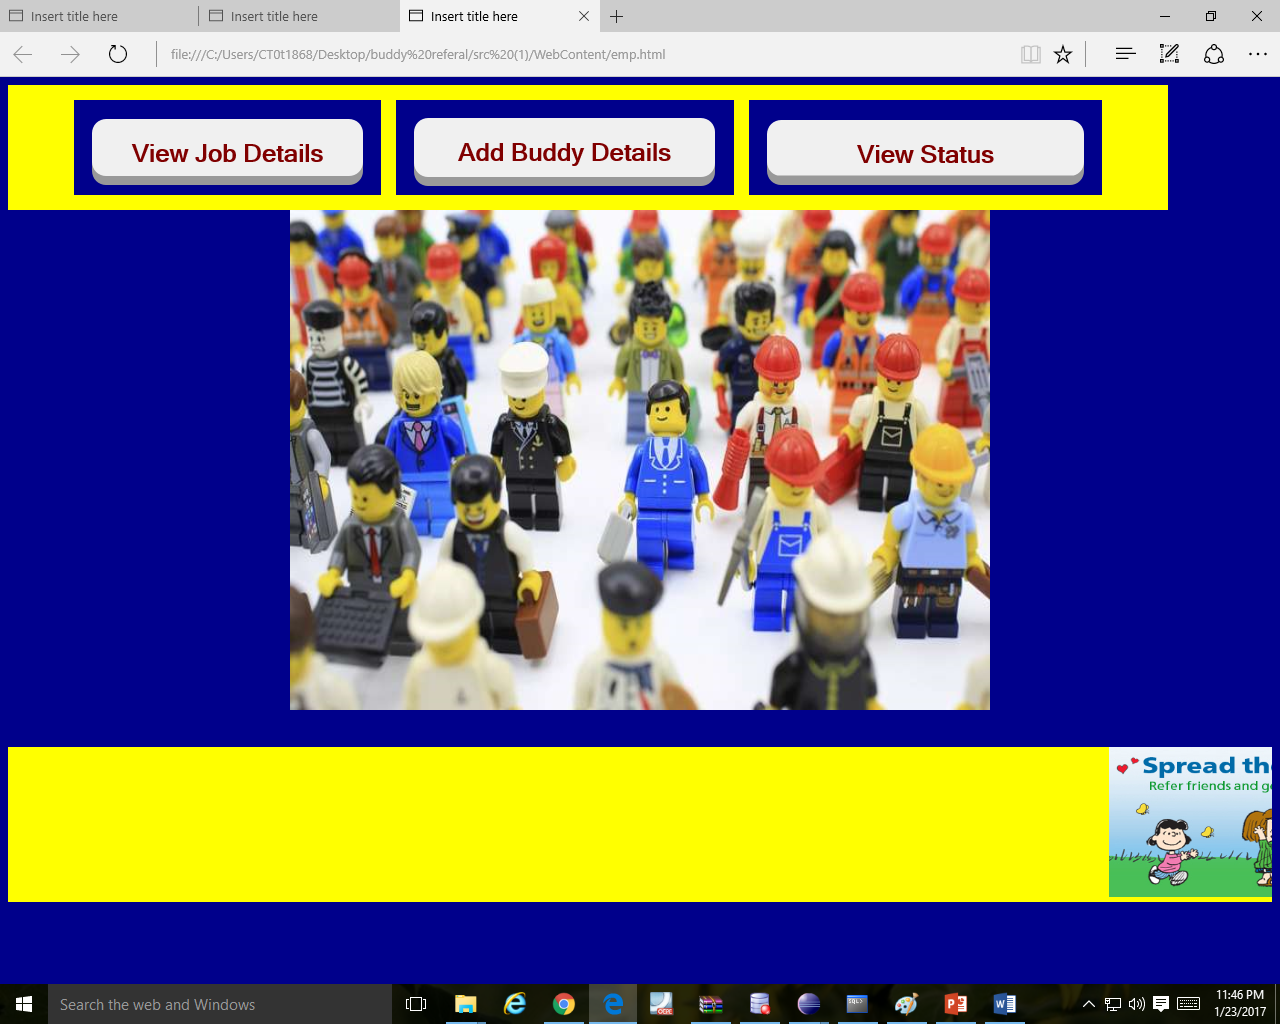 Insert title here
Insert title here
Insert title here
file:///C:/Users/CT0t1868/Desktop/buddy%20referal/src%20(1)/WebContent/emp.html
View Job Details
Add Buddy Details
View Status
Spread the
Refer friends and g
Search the web and Windows
SQL>
11:46 PM
1/23/2017